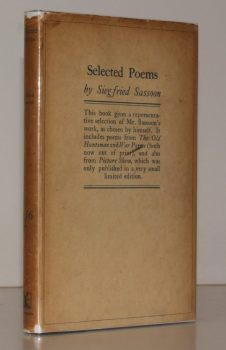 Selected Poems
by Siegfried Sassoon
This book gives a representa-
tive selection of Mr. Sassoon's
work, as chosen by himself. It
includes poems from The Old
Huntsman and War Poems (both
now out of print), and also
from Picture Show, which was
only published in a very small
limited edition.